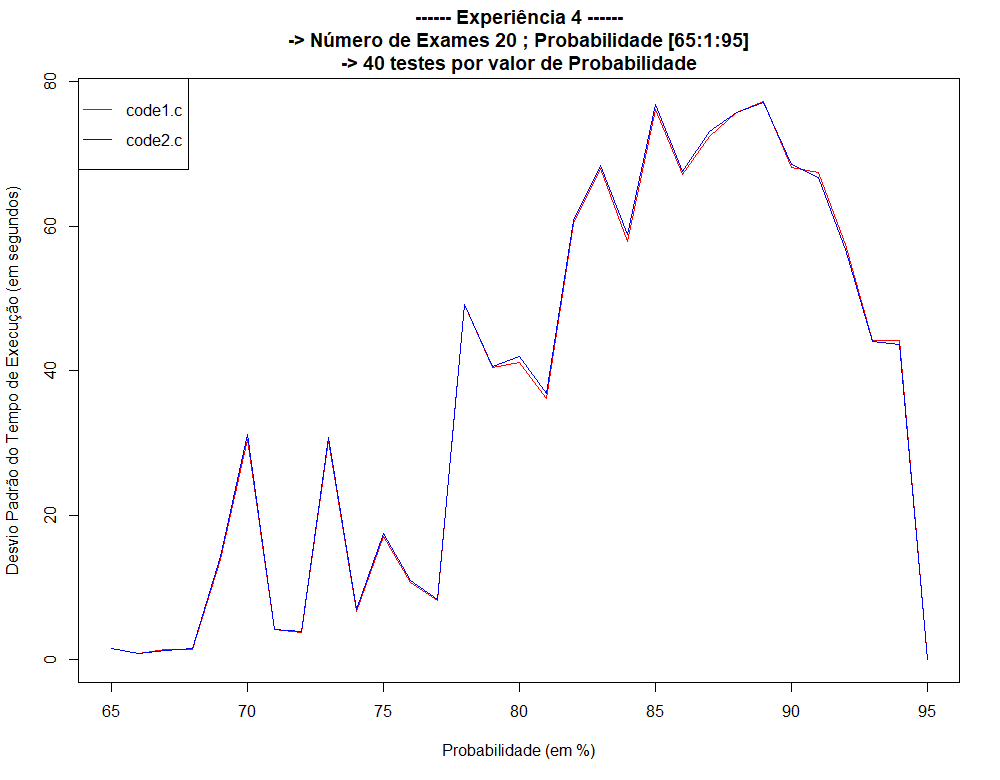 ------ Experiência 4 ------
-> Número de Exames 20 ; Probabilidade [65:1:95]
-> 40 testes por valor de Probabilidade
code1.c
code2.c
80
60
40
20
0
Desvio Padrão do Tempo de Execução (em segundos)
65 70 75 80 85 90 95
Probabilidade (em %)